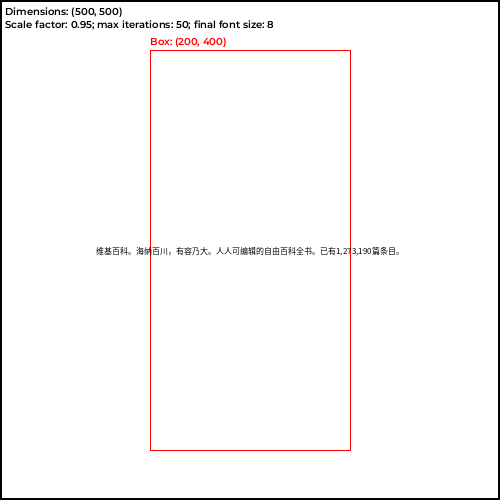 Dimensions: (500, 500)
Scale factor: 0.95; max iterations: 50; final font size: 8
Box: (200, 400)
维基百科。海纳百川，有容乃大。人人可编辑的自由百科全书。已有1,273,190篇条目。